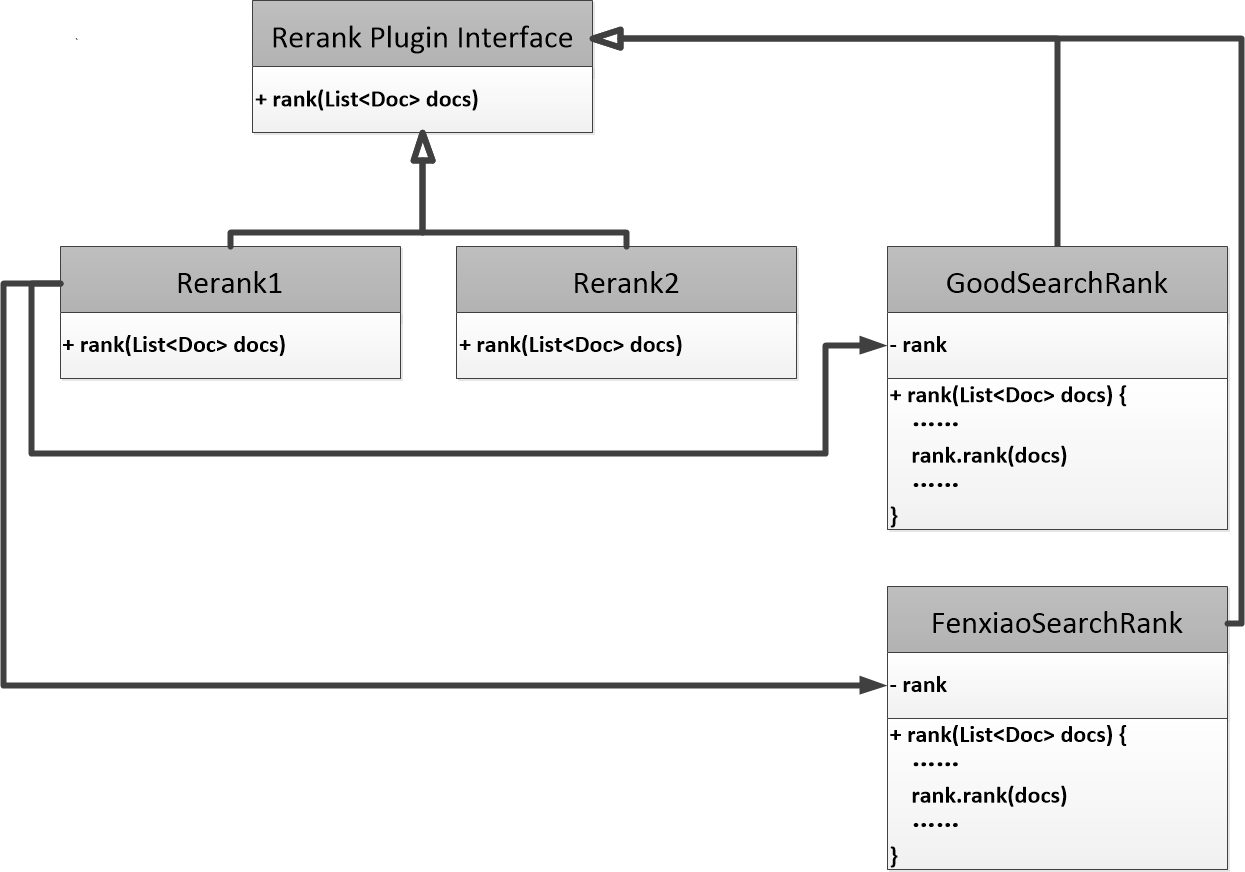 Rerank Plugin Interface
+ rank(List<Doc> docs)
Rerank1
+ rank(List<Doc> docs)
Rerank2
+ rank(List<Doc> docs)
GoodSearchRank
- rank
+ rank(List<Doc> docs) {
......
rank.rank(docs)
......
}
FenxiaoSearchRank
- rank
+ rank(List<Doc> docs) {
......
rank.rank(docs)
......
}